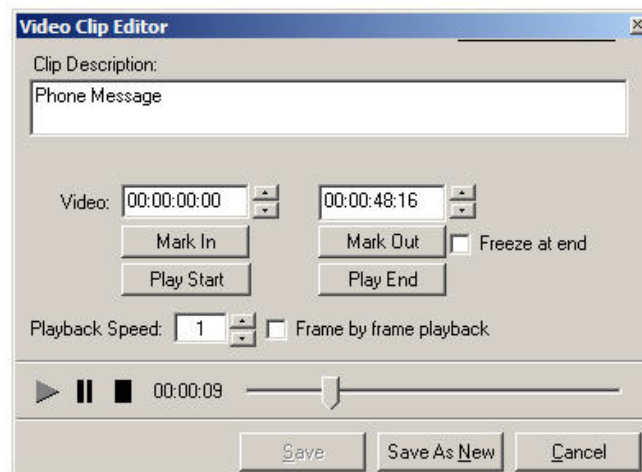 Video Clip Editor
Clip Description:
Phone Message
Video: 00:00:00:00 00:00:48:16
Mark In Mark Out Freeze at end
Play Start Play End
Playback Speed: 1 Frame by frame playback
00:00:09
Save Save As New Cancel